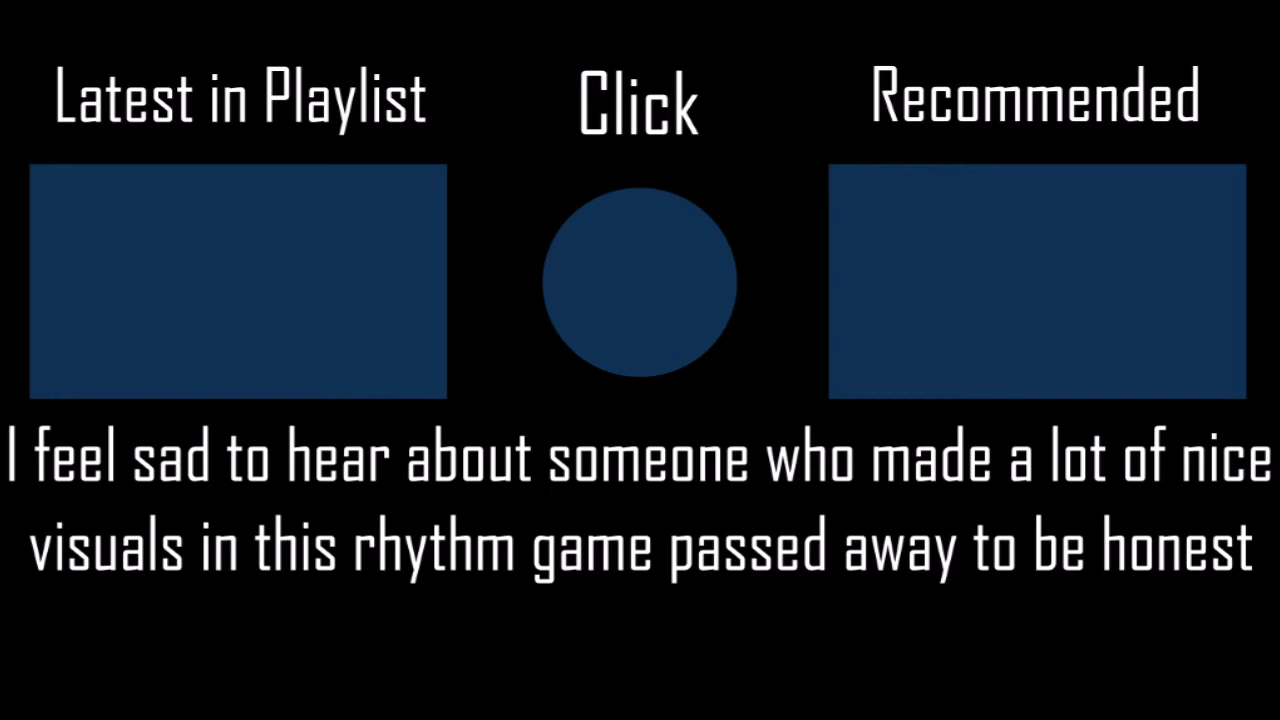 Latest in Playlist
Click
Recommended
I feel sad to hear about someone who made a lot of nice
visuals in this rhythm game passed away to be honest